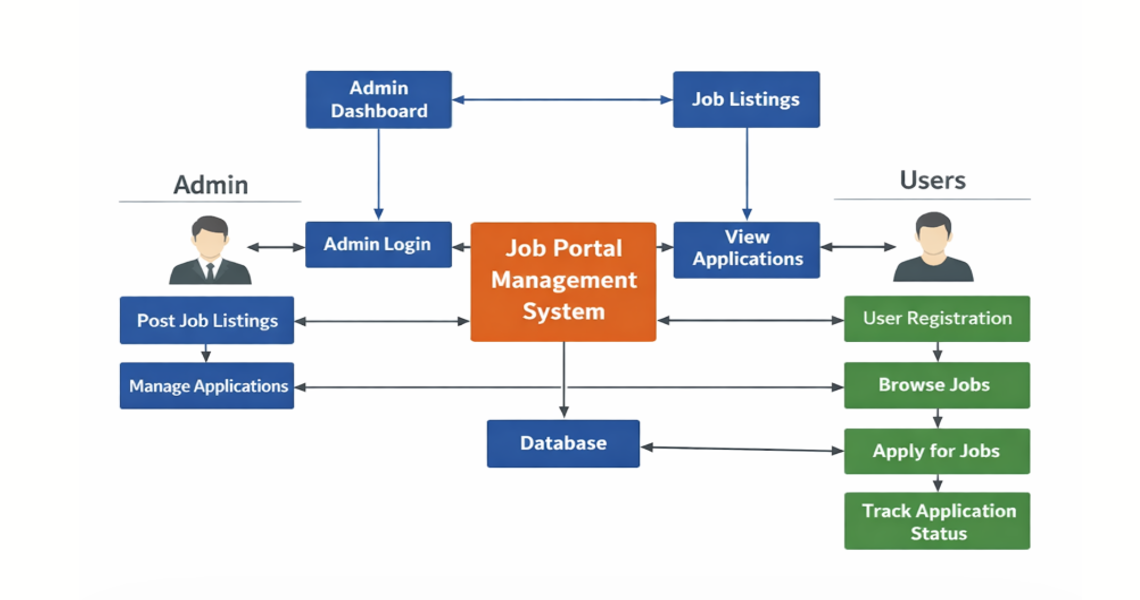 Admin
Dashboard
Job Listings
Admin
Users
Admin Login
Job Portal
Management
System
View
Applications
Post Job Listings
User Registration
Manage Applications
Browse Jobs
Database
Apply for Jobs
Track Application
Status